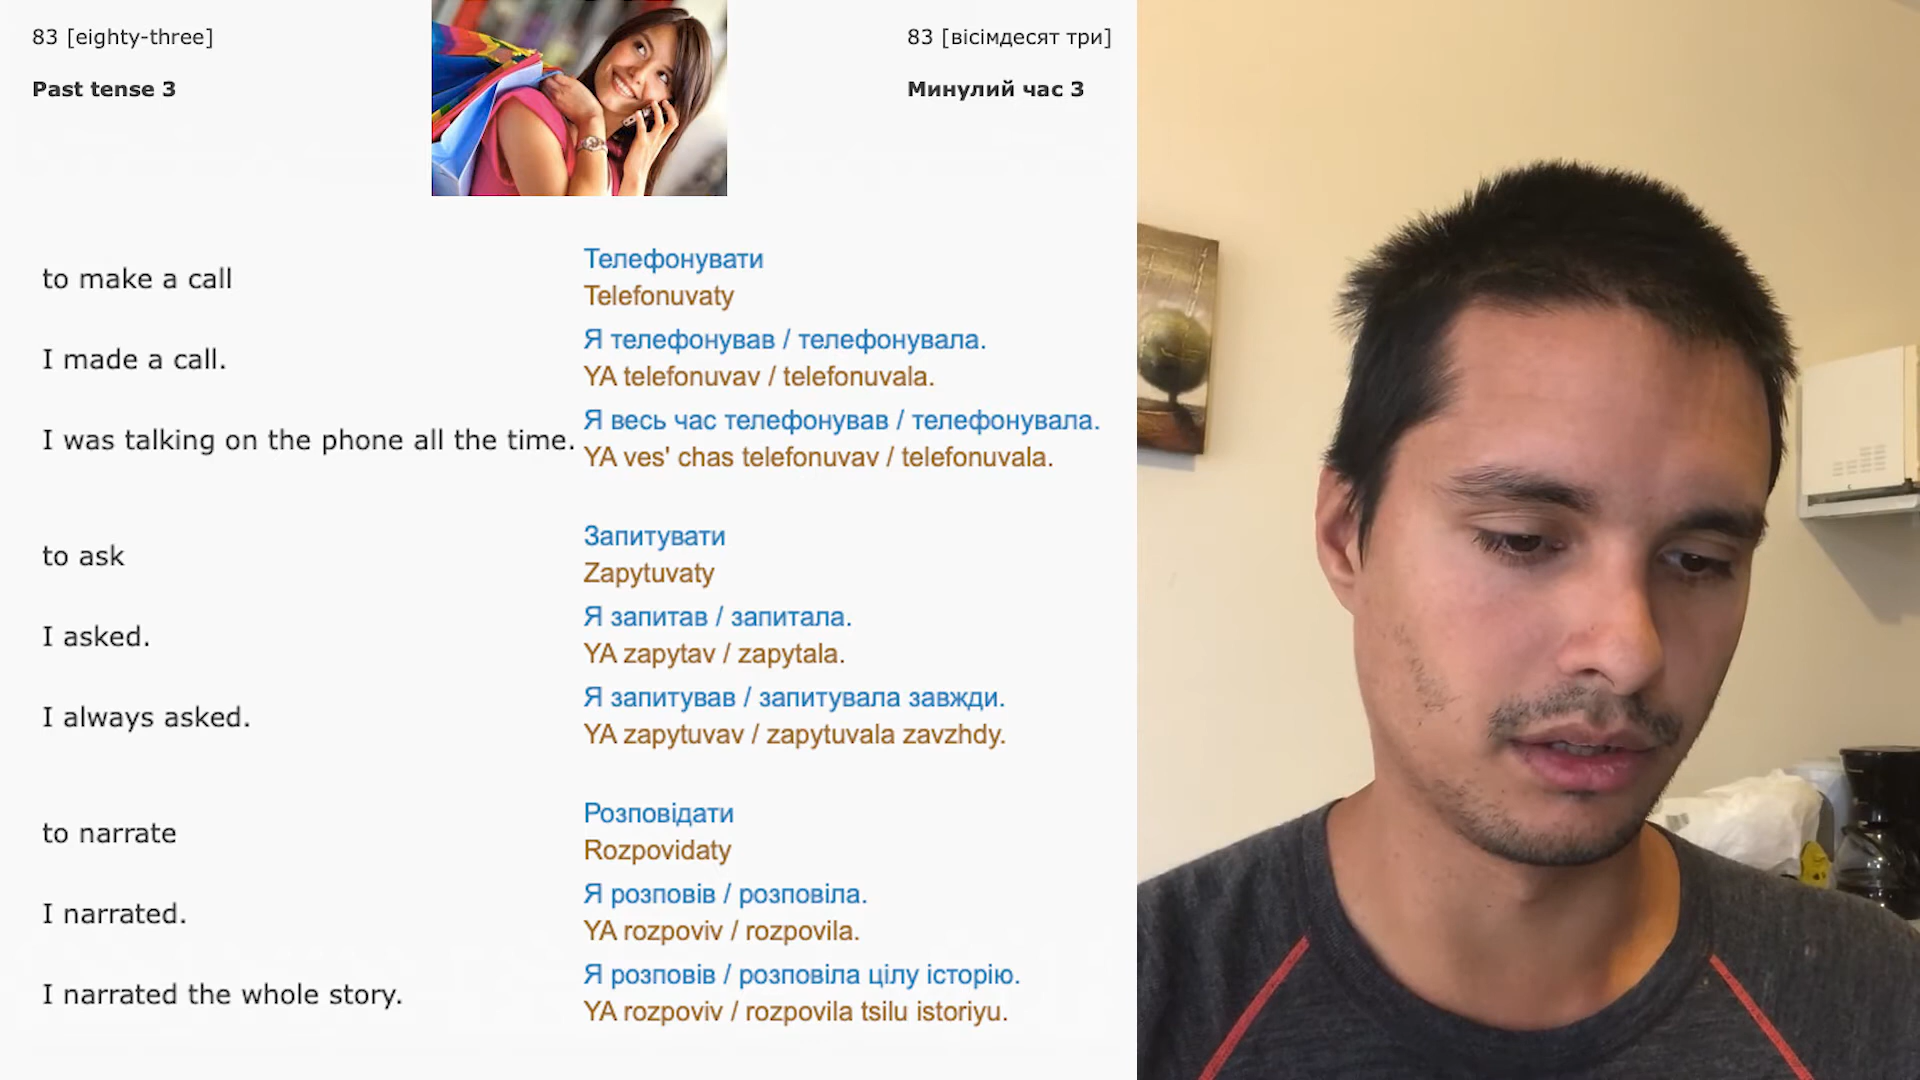 83 [eighty-three]
83 [вісімдесят три]
Past tense 3
Минулий час 3
to make a call
Телефонувати
Telefonuvaty
I made a call.
Я телефонував / телефонувала.
YA telefonuvav / telefonuvala.
I was talking on the phone all the time.
Я весь час телефонував / телефонувала.
YA ves' chas telefonuvav / telefonuvala.
to ask
Запитувати
Zapytuvaty
I asked.
Я запитав / запитала.
YA zapytav / zapytala.
I always asked.
Я запитував / запитувала завжди.
YA zapytuvav / zapytuvala zavzhdy.
to narrate
Розповідати
Rozpovidaty
I narrated.
Я розповів / розповіла.
YA rozpoviv / rozpovila.
I narrated the whole story.
Я розповів / розповіла цілу історію.
YA rozpoviv / rozpovila tsilu istoriyu.